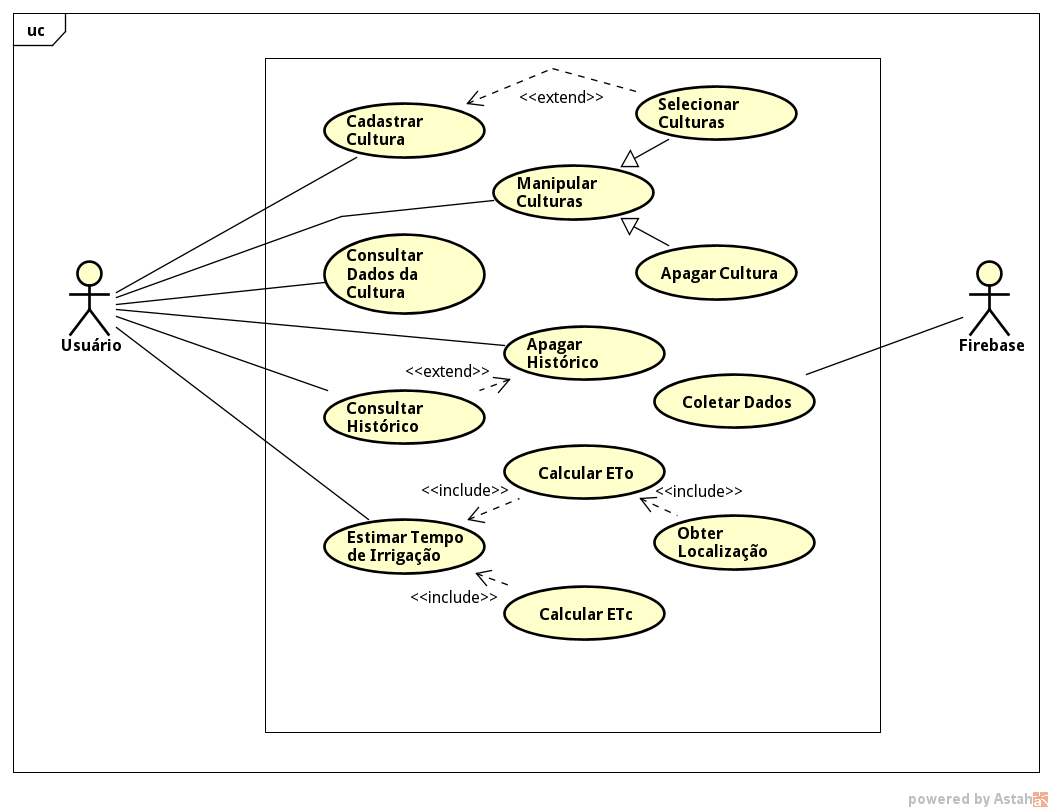 uc
<<extend>>
Selecionar
Culturas
Cadastrar
Cultura
Manipular
Culturas
Consultar
Dados da
Cultura
Apagar Cultura
Usuário
Firebase
Apagar
Histórico
<<extend>>
Coletar Dados
Consultar
Histórico
Calcular ETo
<<include>>
<<include>>
Obter
Localização
Estimar Tempo
de Irrigação
<<include>>
Calcular ETc
powered by Astah